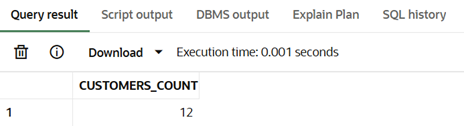 Query result Script output DBMS output Explain Plan SQL history
Download Execution time: 0.001 seconds
CUSTOMERS_COUNT
1 12